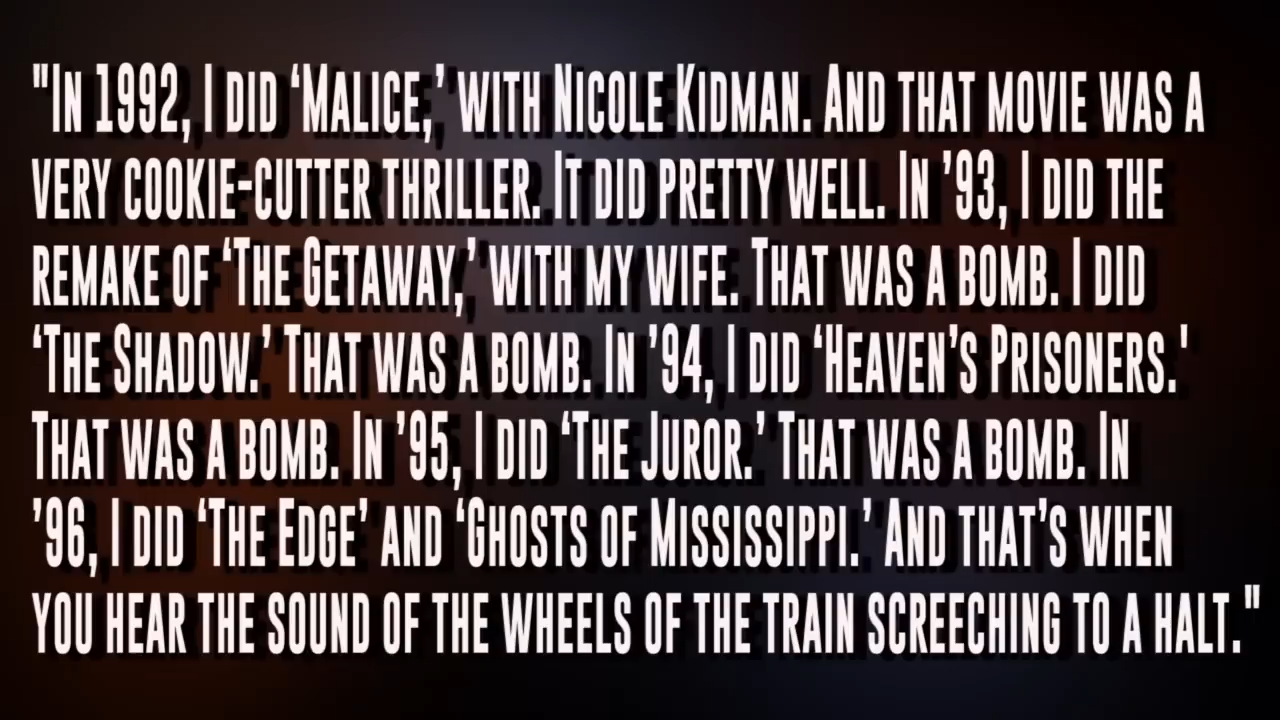 "In 1992, I did ‘Malice,’ with Nicole Kidman. And that movie was a
very cookie-cutter thriller. It did pretty well. In ’93, I did the
remake of ‘The Getaway,’ with my wife. That was a bomb. I did
‘The Shadow.’ That was a bomb. In ’94, I did ‘Heaven’s Prisoners.'
That was a bomb. In ’95, I did ‘The Juror.’ That was a bomb. In
’96, I did ‘The Edge’ and ‘Ghosts of Mississippi.’ And that’s when
you hear the sound of the wheels of the train screeching to a halt."